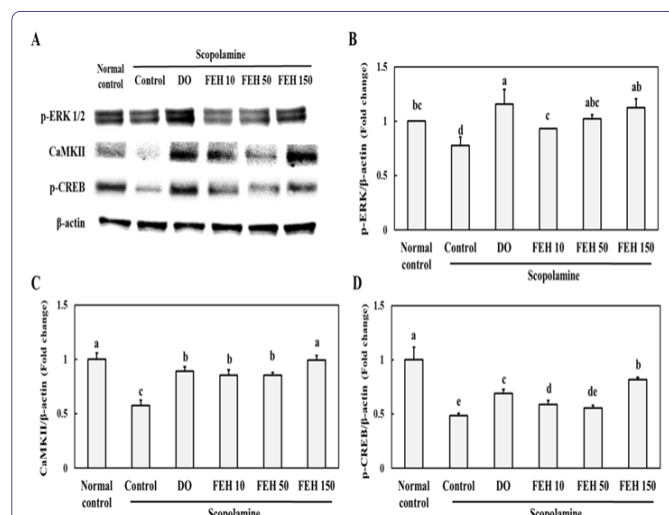 A
Scopolamine
Normal
control
Control DO FEH 10 FEH 50 FEH 150
p-ERK 1/2
CaMKII
p-CREB
β-actin
B
p-ERK/β-actin (Fold change)
1.5
1
0.5
0
bc
d
a
c
abc
ab
Normal
control
Control DO FEH 10 FEH 50 FEH 150
Scopolamine
C
CaMKII/β-actin (Fold change)
1.5
1
0.5
0
a
c
b
b
b
a
Normal
control
Control DO FEH 10 FEH 50 FEH 150
Scopolamine
D
p-CREB/β-actin (Fold change)
1.5
1
0.5
0
a
e
c
d
de
b
Normal
control
Control DO FEH 10 FEH 50 FEH 150
Scopolamine